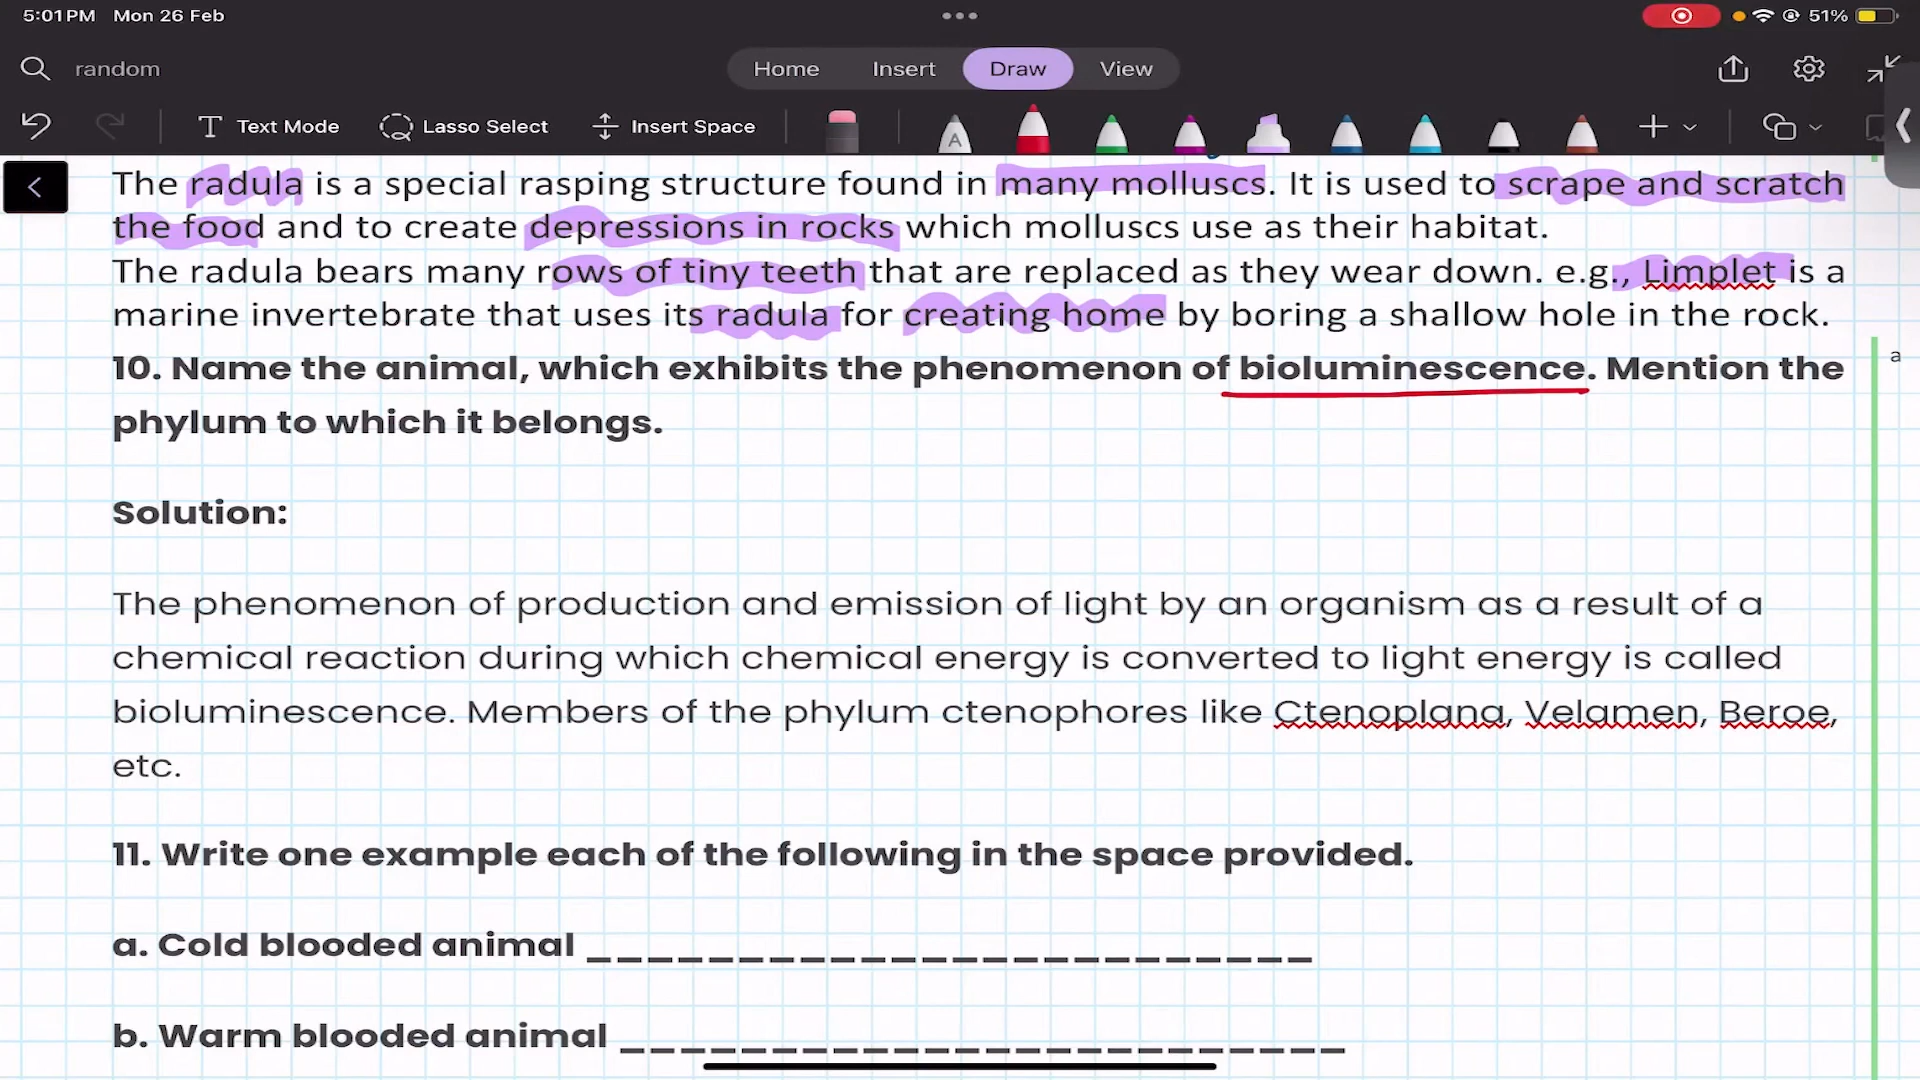 5:01PM Mon 26 Feb 51%
random Home Insert Draw View
Text Mode Lasso Select Insert Space A
The radula is a special rasping structure found in many molluscs. It is used to scrape and scratch
the food and to create depressions in rocks which molluscs use as their habitat.
The radula bears many rows of tiny teeth that are replaced as they wear down. e.g., Limplet is a
marine invertebrate that uses its radula for creating home by boring a shallow hole in the rock.
10. Name the animal, which exhibits the phenomenon of bioluminescence. Mention the
a
phylum to which it belongs.
Solution:
The phenomenon of production and emission of light by an organism as a result of a
chemical reaction during which chemical energy is converted to light energy is called
bioluminescence. Members of the phylum ctenophores like Ctenoplana, Velamen, Beroe,
etc.
11. Write one example each of the following in the space provided.
a. Cold blooded animal _ _ _ _ _ _ _ _ _ _ _ _ _ _ _ _ _ _ _ _ _ _ _ _
b. Warm blooded animal _ _ _ _ _ _ _ _ _ _ _ _ _ _ _ _ _ _ _ _ _ _ _ _